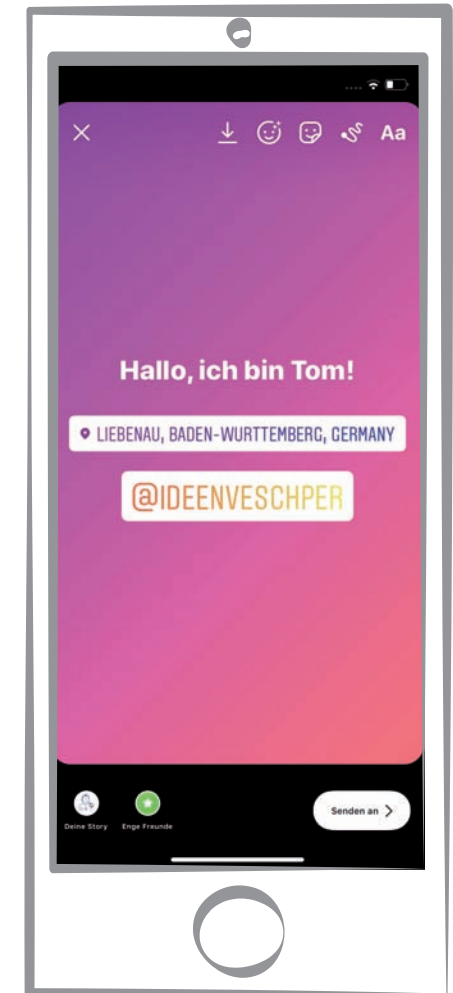 Aa
Hallo, ich bin Tom!
LIEBENAU, BADEN-WURTTEMBERG, GERMANY
@IDEENVESCHPER
Deine Story Enge Freunde
Senden an